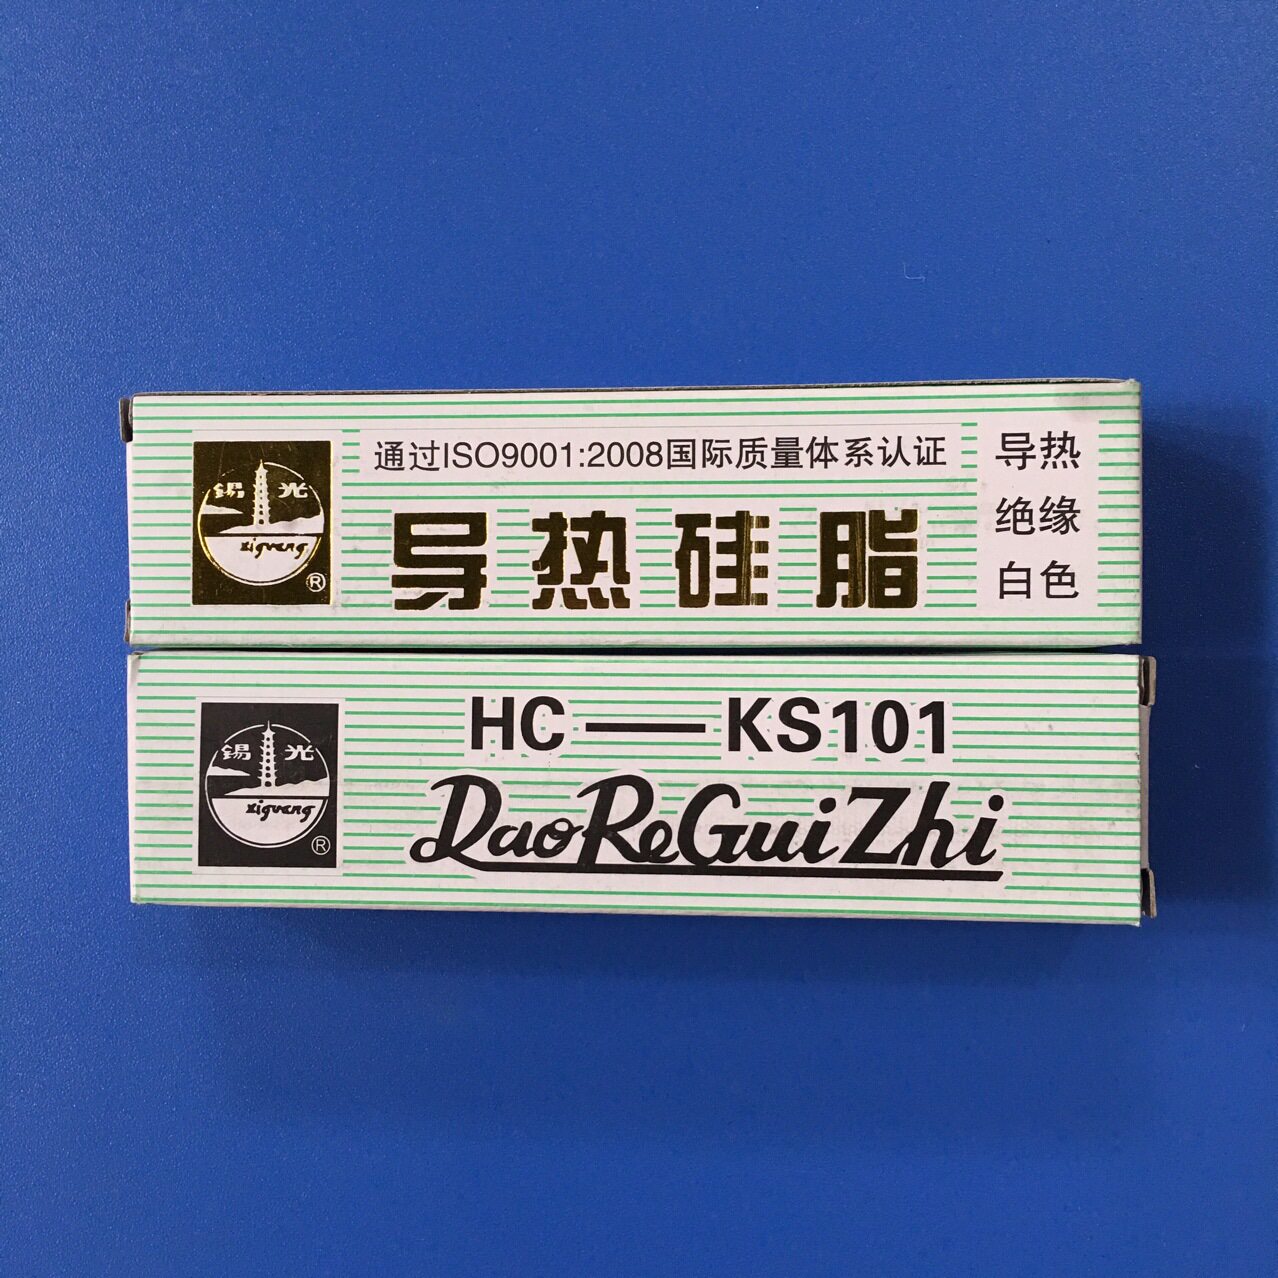 锡光
xiguang
®
通过ISO9001:2008国际质量体系认证
导热硅脂
导热
绝缘
白色
锡光
xiguang
®
HC—KS101
DaoReGuiZhi